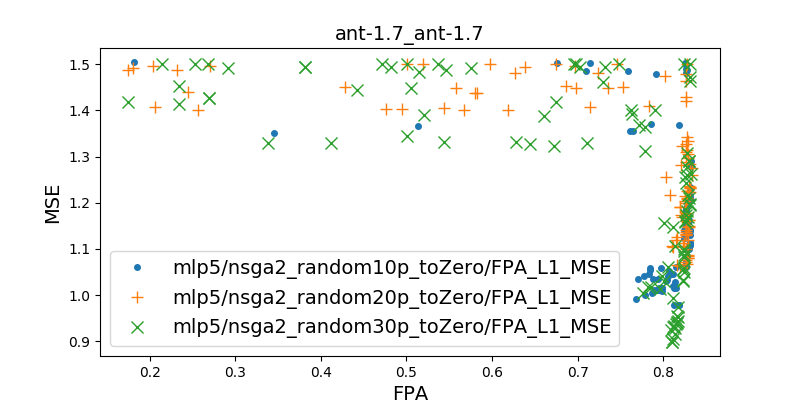 ant-1.7_ant-1.7
1.5
1.4
1.3
1.2
1.1
1.0
0.9
MSE
mlp5/nsga2_random10p_toZero/FPA_L1_MSE
mlp5/nsga2_random20p_toZero/FPA_L1_MSE
mlp5/nsga2_random30p_toZero/FPA_L1_MSE
0.2 0.3 0.4 0.5 0.6 0.7 0.8
FPA